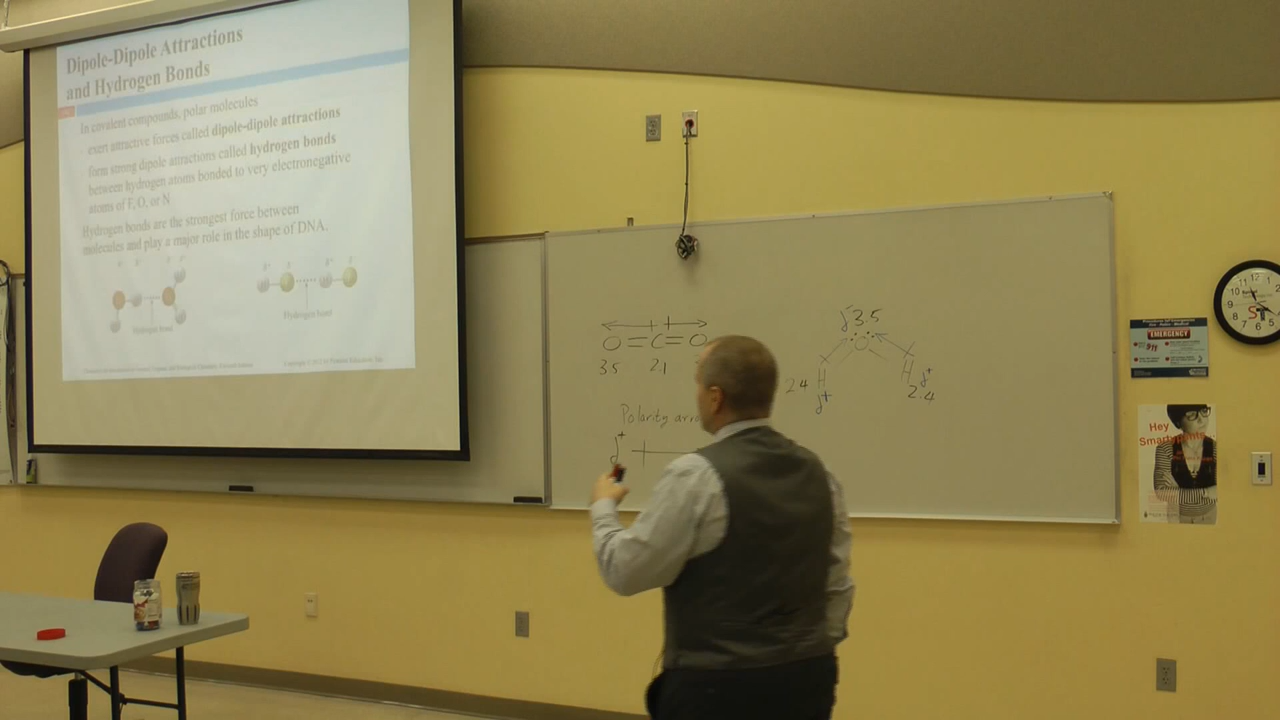 Dipole-Dipole Attractions
and Hydrogen Bonds
In covalent compounds, polar molecules
exert attractive forces called dipole-dipole attractions
form strong dipole attractions called hydrogen bonds
between hydrogen atoms bonded to very electronegative
atoms of F, O, or N
Hydrogen bonds are the strongest force between
molecules and play a major role in the shape of DNA.
Hydrogen bond
Hydrogen bond
O=C=O
3.5 2.1
Polarity
δ+
δ 3.5
O
H H
2.4 δ+
2.4 δ+
EMERGENCY
Hey